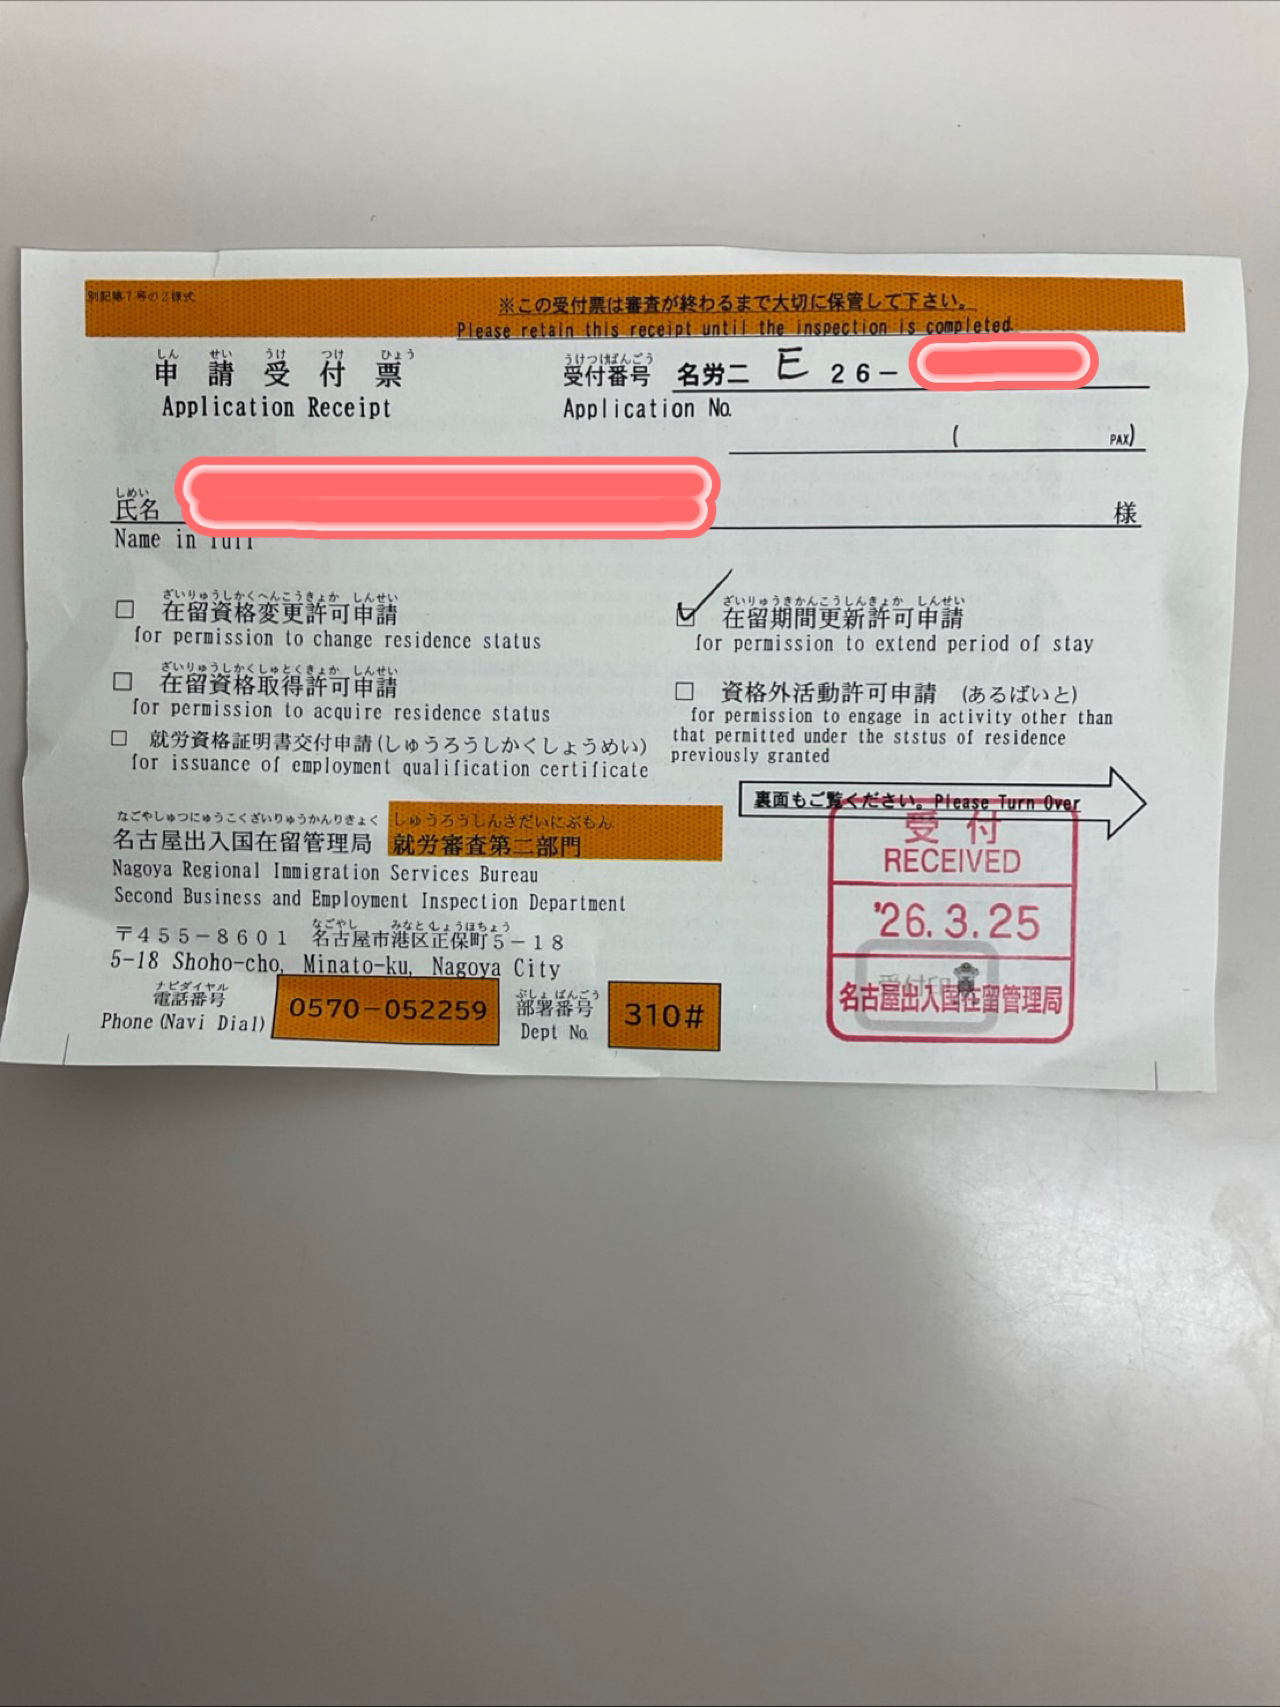 別記第7号の2様式
※この受付票は審査が終わるまで大切に保管して下さい。
Please retain this receipt until the inspection is completed.
しん せい うけ つけ ひょう
申請受付票
Application Receipt
うけつけばんごう
受付番号 名労二 E 26-
Application No.
( PAX)
しめい
氏名 様
Name in full
ざいりゅうしかくへんこうきょか しんせい
□ 在留資格変更許可申請
for permission to change residence status
ざいりゅうしかくしゅとくきょか しんせい
□ 在留資格取得許可申請
for permission to acquire residence status
□ 就労資格証明書交付申請(しゅうろうしかくしょうめい)
for issuance of employment qualification certificate
ざいりゅうきかんこうしんきょか しんせい
☑ 在留期間更新許可申請
for permission to extend period of stay
□ 資格外活動許可申請 (あるばいと)
for permission to engage in activity other than
that permitted under the ststus of residence
previously granted
裏面もご覧ください。Please Turn Over
なごやしゅつにゅうこくざいりゅうかんりきょく
名古屋出入国在留管理局
しゅうろうしんさだいにぶもん
就労審査第二部門
Nagoya Regional Immigration Services Bureau
Second Business and Employment Inspection Department
なごやし みなとくしょうほちょう
〒455-8601 名古屋市港区正保町5-18
5-18 Shoho-cho, Minato-ku, Nagoya City
ナビダイヤル
電話番号
Phone (Navi Dial)
0570-052259
ぶしょ ばんごう
部署番号
Dept No.
310#
受付
RECEIVED
'26.3.25
受付印
名古屋出入国在留管理局